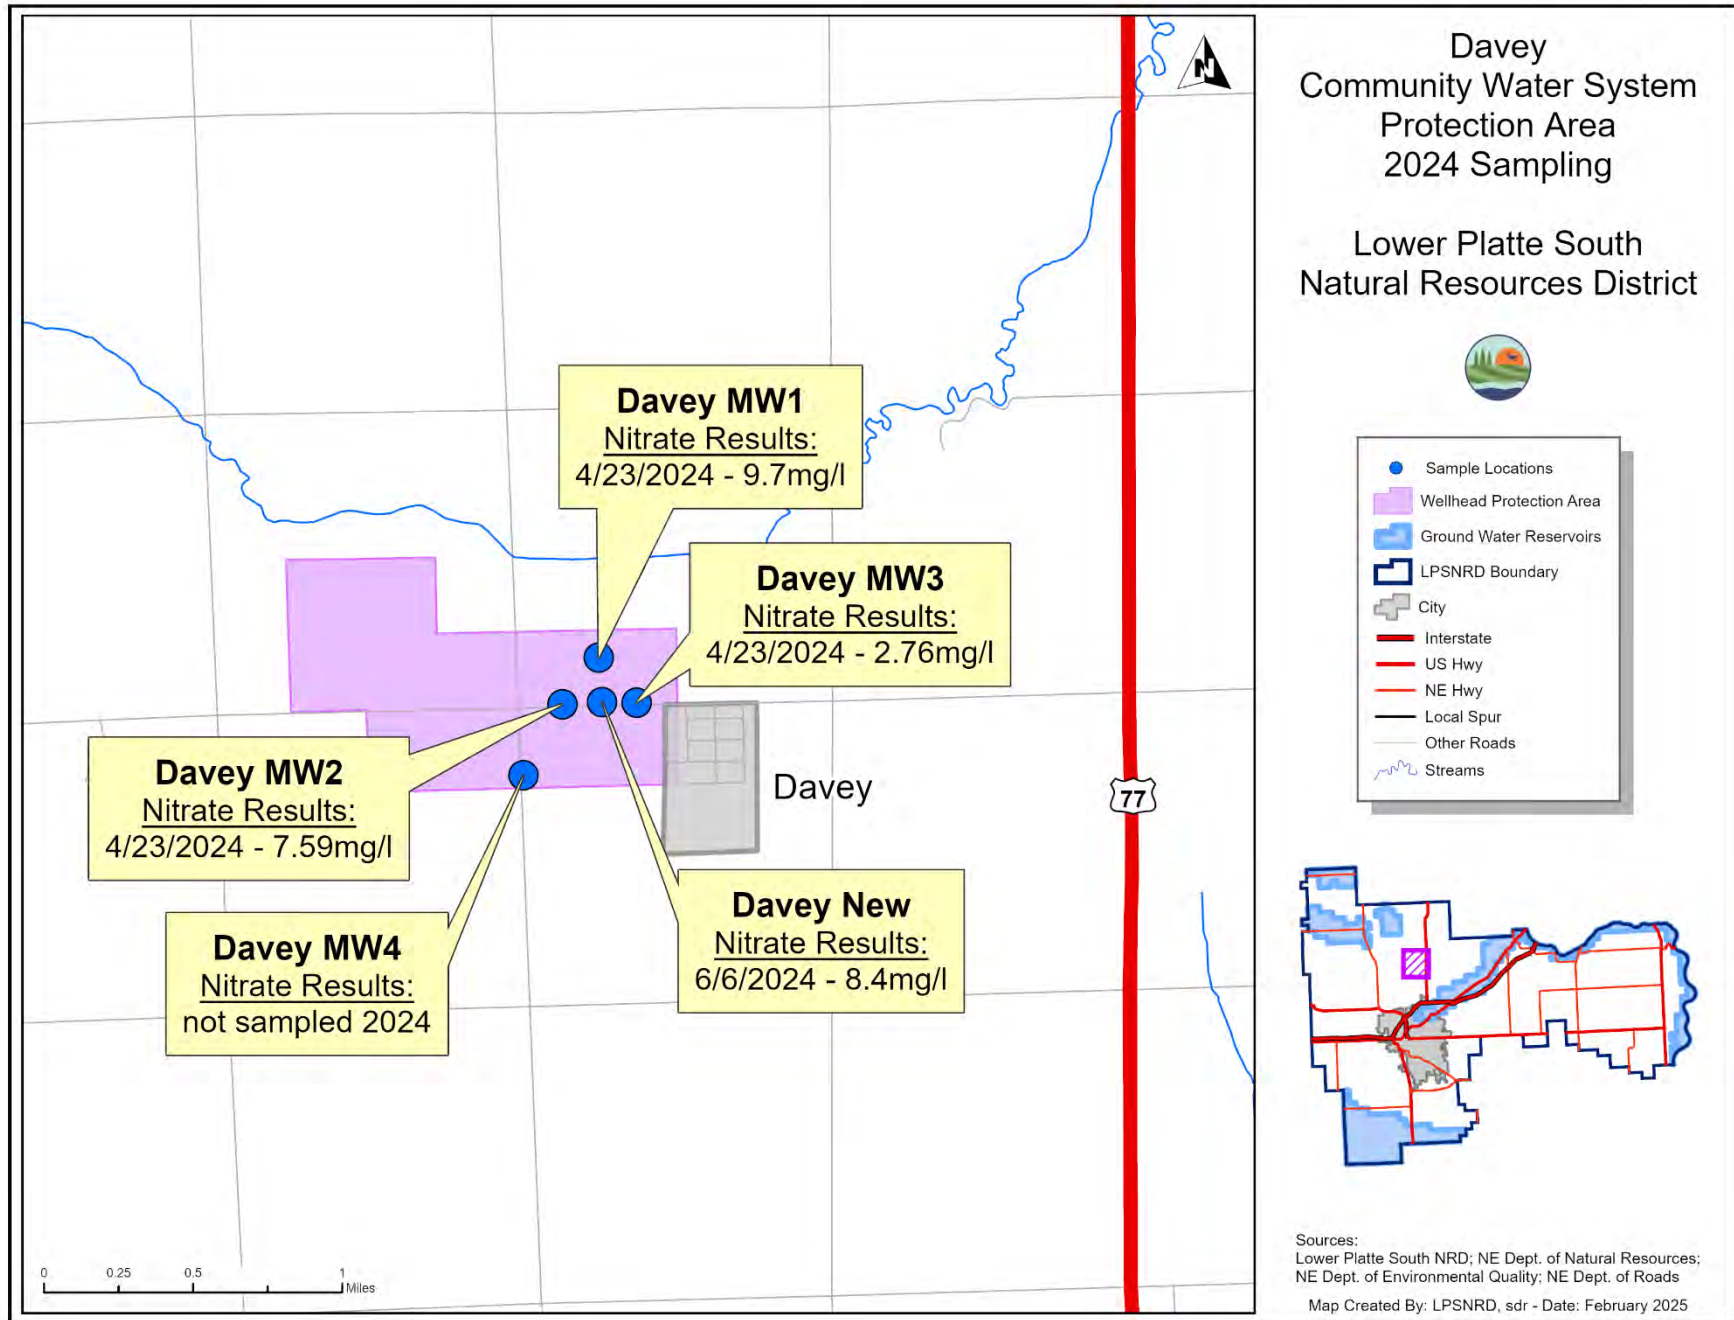 Davey
Community Water System
Protection Area
2024 Sampling
Lower Platte South
Natural Resources District
N
Davey MW1
Nitrate Results:
4/23/2024 - 9.7mg/l
Davey MW3
Nitrate Results:
4/23/2024 - 2.76mg/l
Davey MW2
Nitrate Results:
4/23/2024 - 7.59mg/l
Davey MW4
Nitrate Results:
not sampled 2024
Davey New
Nitrate Results:
6/6/2024 - 8.4mg/l
Davey
77
0 0.25 0.5 1
Miles
Sample Locations
Wellhead Protection Area
Ground Water Reservoirs
LPSNRD Boundary
City
Interstate
US Hwy
NE Hwy
Local Spur
Other Roads
Streams
Sources:
Lower Platte South NRD; NE Dept. of Natural Resources;
NE Dept. of Environmental Quality; NE Dept. of Roads
Map Created By: LPSNRD, sdr - Date: February 2025